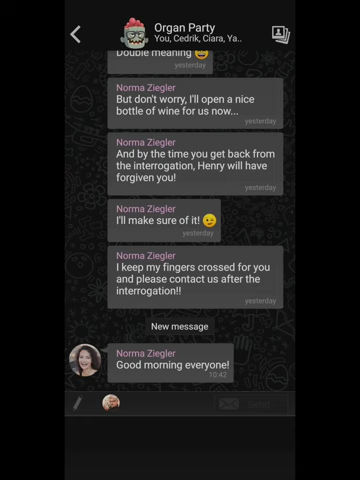 Organ Party
You, Cedrik, Ciara, Ya..
Double meaning 😄
yesterday
Norma Ziegler
But don't worry, I'll open a nice
bottle of wine for us now...
yesterday
Norma Ziegler
And by the time you get back from
the interrogation, Henry will have
forgiven you!
yesterday
Norma Ziegler
I'll make sure of it! 😉
yesterday
Norma Ziegler
I keep my fingers crossed for you
and please contact us after the
interrogation!!
yesterday
New message
Norma Ziegler
Good morning everyone!
10:42
Send